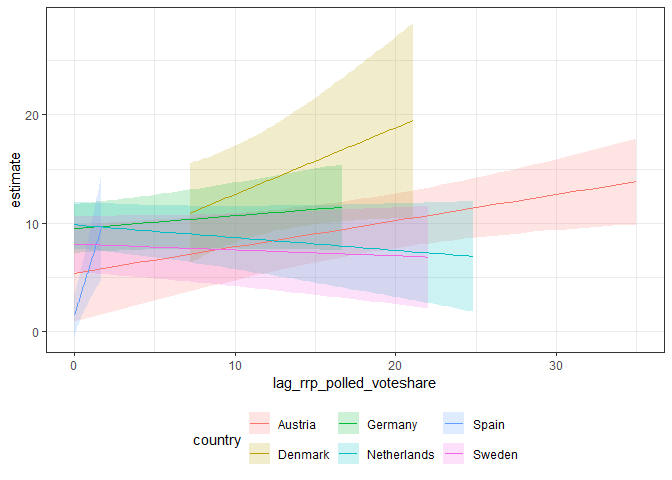 estimate
20
10
0
0 10 20 30
lag_rrp_polled_voteshare
country
Austria Germany Spain
Denmark Netherlands Sweden